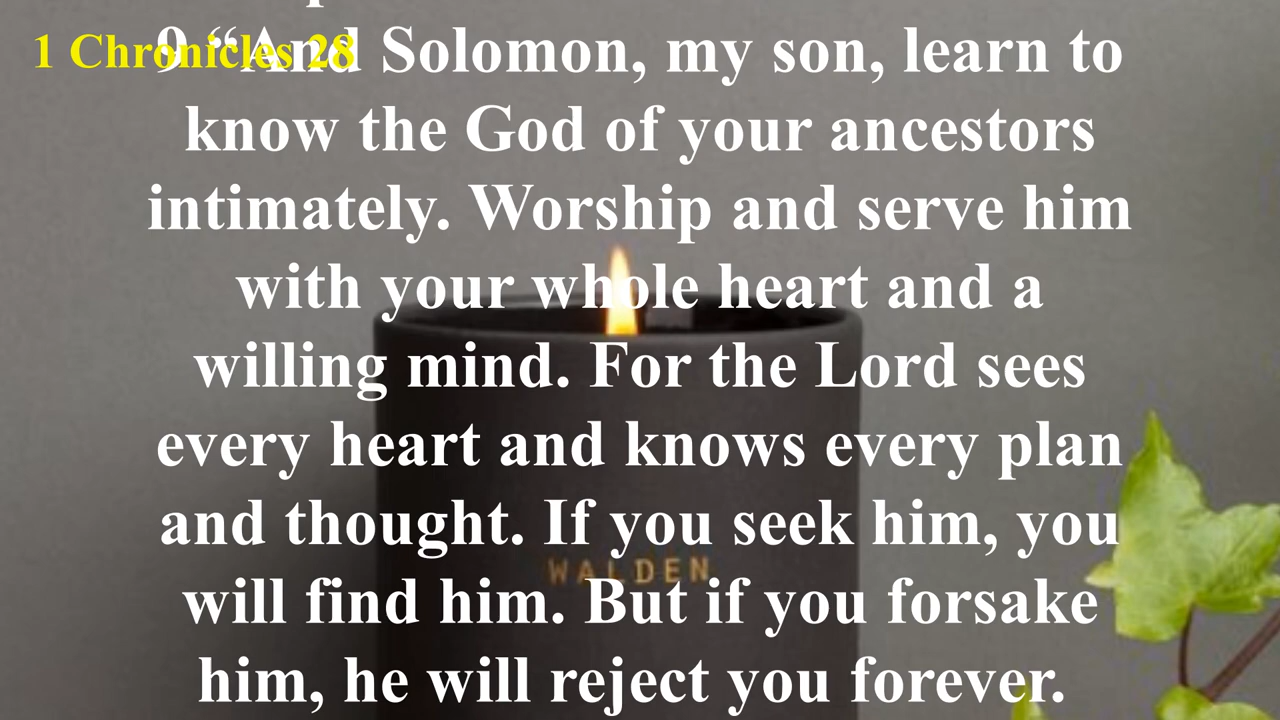 1 Chronicles 28
9 “And Solomon, my son, learn to
know the God of your ancestors
intimately. Worship and serve him
with your whole heart and a
willing mind. For the Lord sees
every heart and knows every plan
and thought. If you seek him, you
WALDEN
will find him. But if you forsake
him, he will reject you forever.